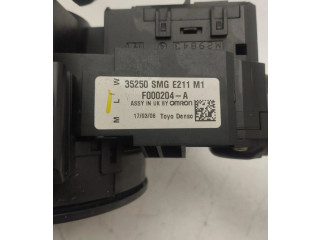 35250 SMG E211 M1
F000204-A
ASSY IN UK BY OMRON
17/03/06 Toyo Denso
M L I W